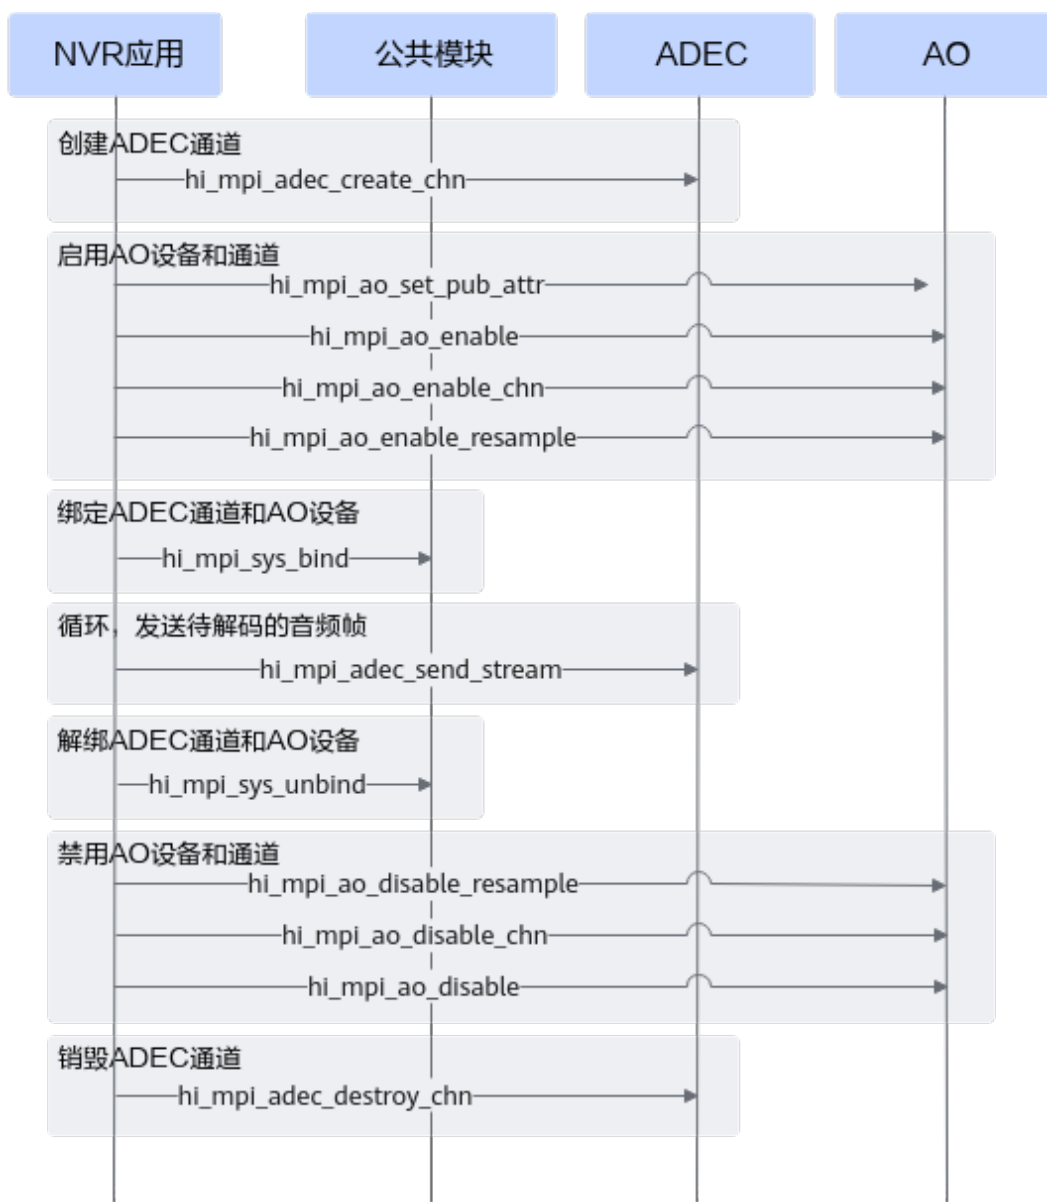 NVR应用
公共模块
ADEC
AO
创建ADEC通道
hi_mpi_adec_create_chn
启用AO设备和通道
hi_mpi_ao_set_pub_attr
hi_mpi_ao_enable
hi_mpi_ao_enable_chn
hi_mpi_ao_enable_resample
绑定ADEC通道和AO设备
hi_mpi_sys_bind
循环，发送待解码的音频帧
hi_mpi_adec_send_stream
解绑ADEC通道和AO设备
hi_mpi_sys_unbind
禁用AO设备和通道
hi_mpi_ao_disable_resample
hi_mpi_ao_disable_chn
hi_mpi_ao_disable
销毁ADEC通道
hi_mpi_adec_destroy_chn